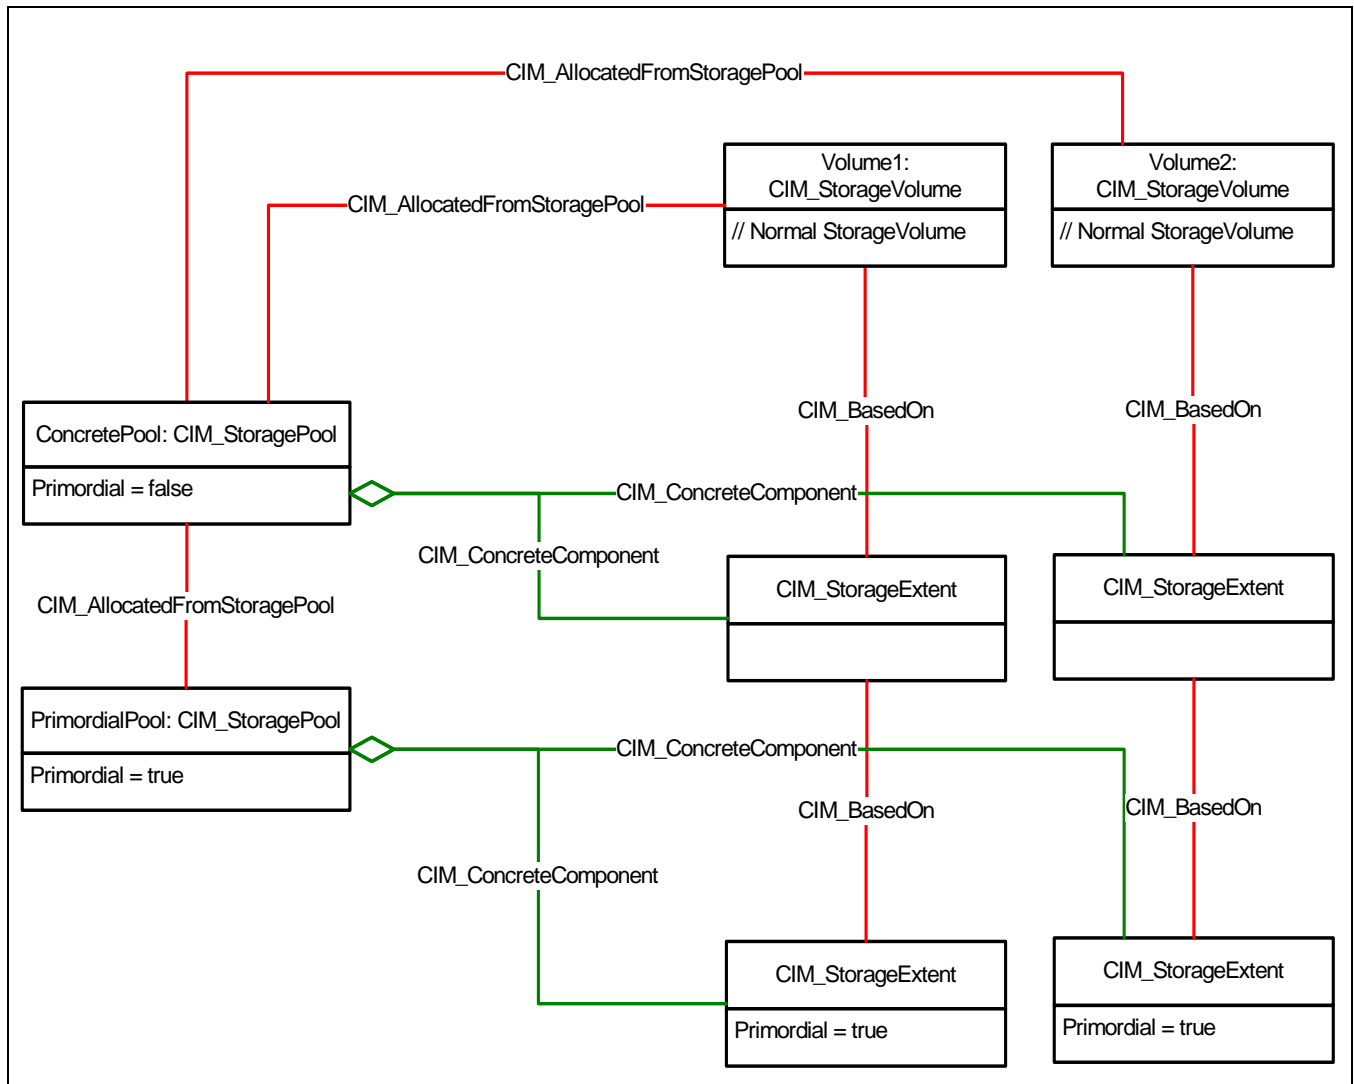 CIM_AllocatedFromStoragePool
Volume1:
CIM_StorageVolume
// Normal StorageVolume
Volume2:
CIM_StorageVolume
// Normal StorageVolume
CIM_AllocatedFromStoragePool
CIM_BasedOn
CIM_BasedOn
ConcretePool: CIM_StoragePool
Primordial = false
CIM_ConcreteComponent
CIM_ConcreteComponent
CIM_StorageExtent
CIM_StorageExtent
CIM_AllocatedFromStoragePool
PrimordialPool: CIM_StoragePool
Primordial = true
CIM_ConcreteComponent
CIM_BasedOn
CIM_BasedOn
CIM_ConcreteComponent
CIM_StorageExtent
Primordial = true
CIM_StorageExtent
Primordial = true